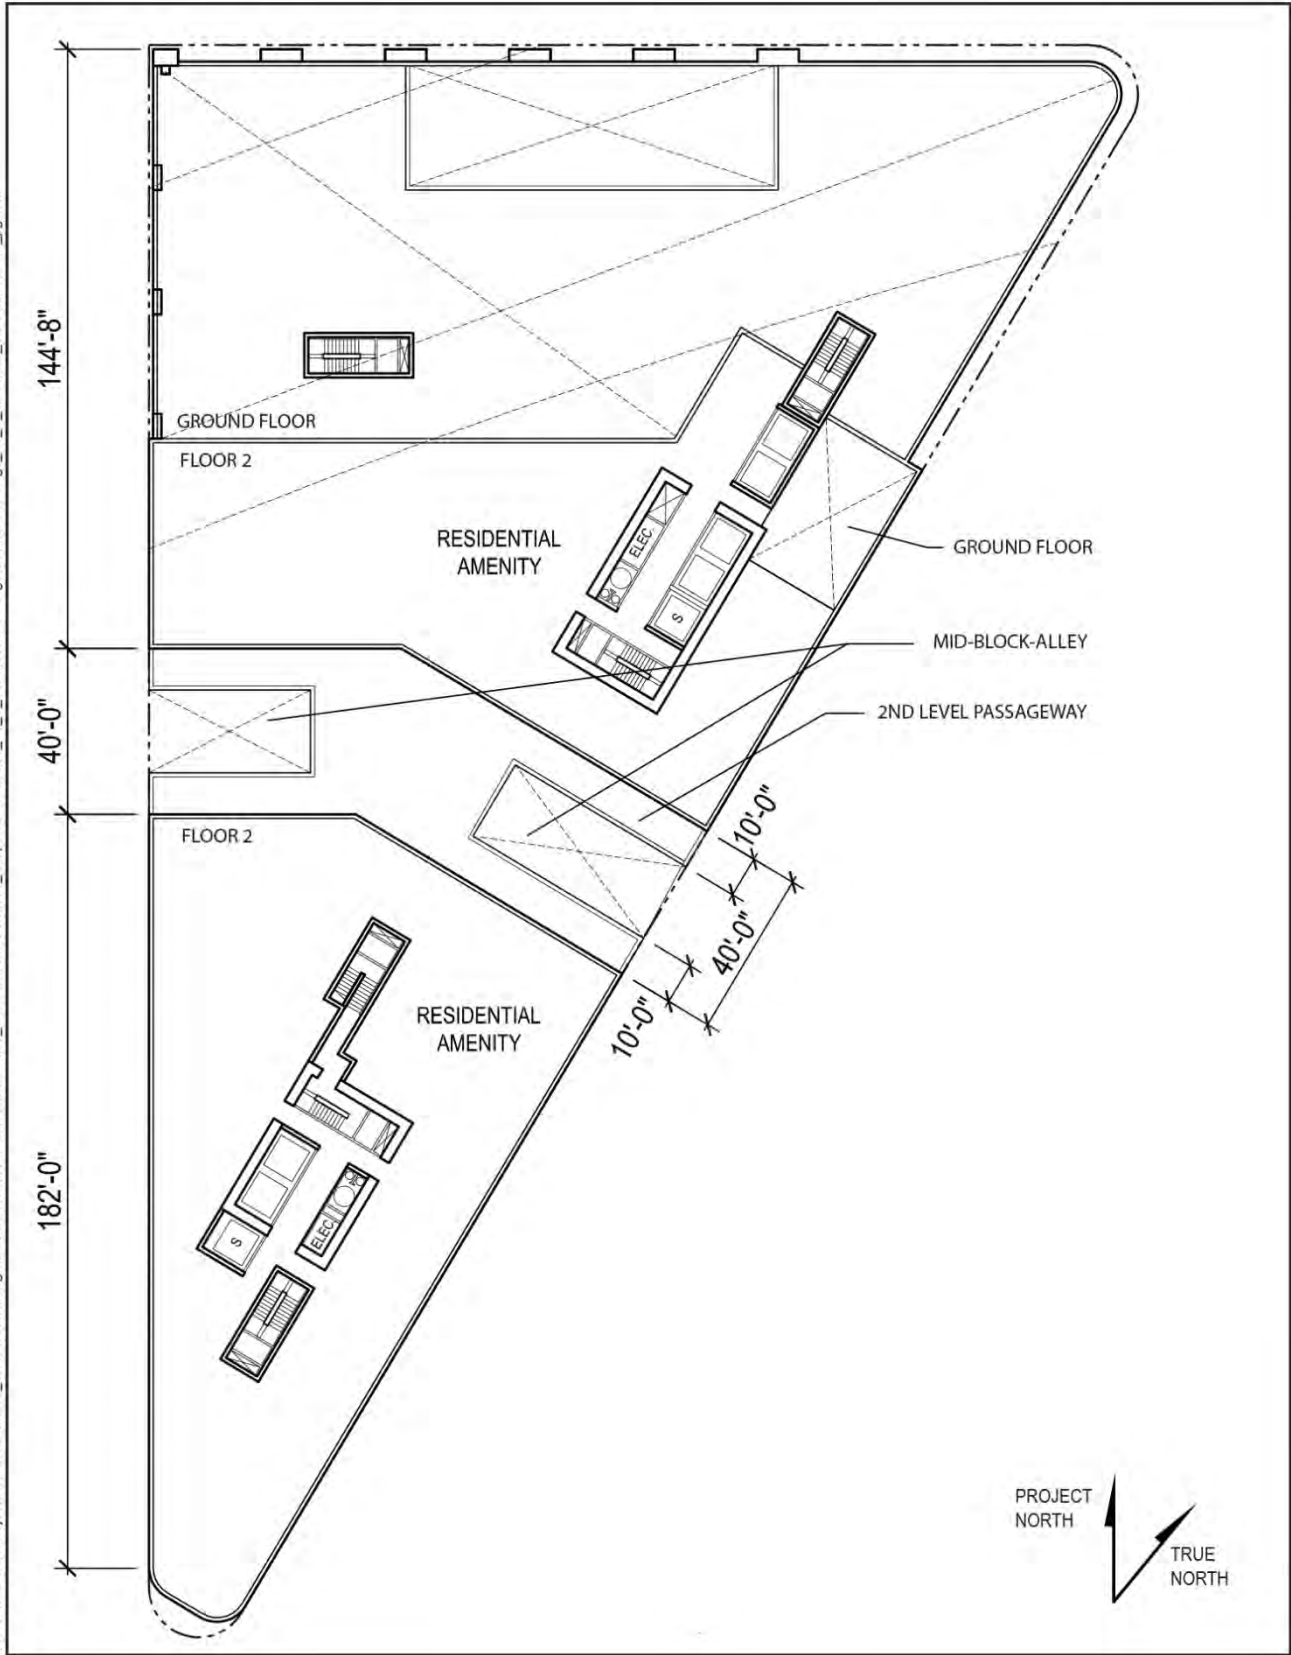 144'-8"
GROUND FLOOR
FLOOR 2
RESIDENTIAL
AMENITY
ELEC.
S
GROUND FLOOR
MID-BLOCK-ALLEY
2ND LEVEL PASSAGEWAY
40'-0"
FLOOR 2
10'-0"
40'-0"
10'-0"
RESIDENTIAL
AMENITY
182'-0"
S
ELEC.
PROJECT
NORTH
TRUE
NORTH